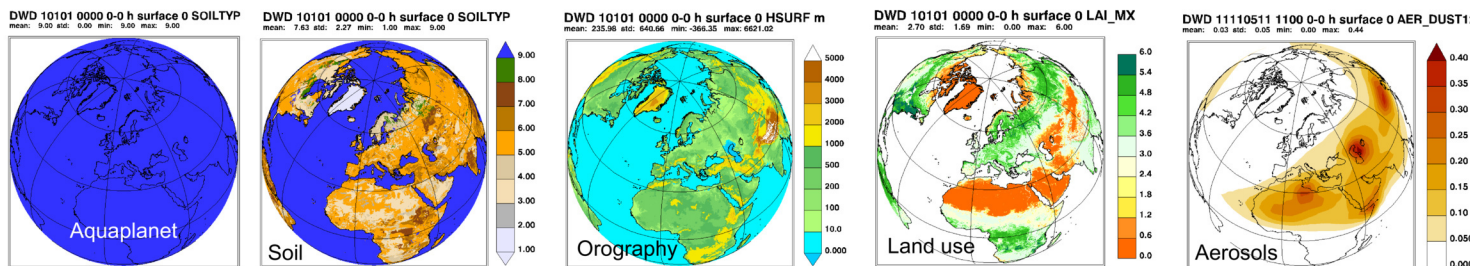 DWD 10101 0000 0-0 h surface 0 SOILTYP
mean: 9.00 std: 0.00 min: 9.00 max: 9.00
Aquaplanet
DWD 10101 0000 0-0 h surface 0 SOILTYP
mean: 7.63 std: 2.27 min: 1.00 max: 9.00
9.00
8.00
7.00
6.00
5.00
4.00
3.00
2.00
1.00
Soil
DWD 10101 0000 0-0 h surface 0 HSURF m
mean: 235.98 std: 640.66 min: -366.35 max: 6621.02
5000
3000
2000
1000
500
200
100
10.0
0.000
Orography
DWD 10101 0000 0-0 h surface 0 LAI_MX
mean: 2.70 std: 1.69 min: 0.00 max: 6.00
6.0
5.4
4.8
4.2
3.6
3.0
2.4
1.8
1.2
0.6
0.0
Land use
DWD 11110511 1100 0-0 h surface 0 AER_DUST1
mean: 0.03 std: 0.05 min: 0.00 max: 0.44
0.40
0.35
0.30
0.25
0.20
0.15
0.10
0.050
0.000
Aerosols